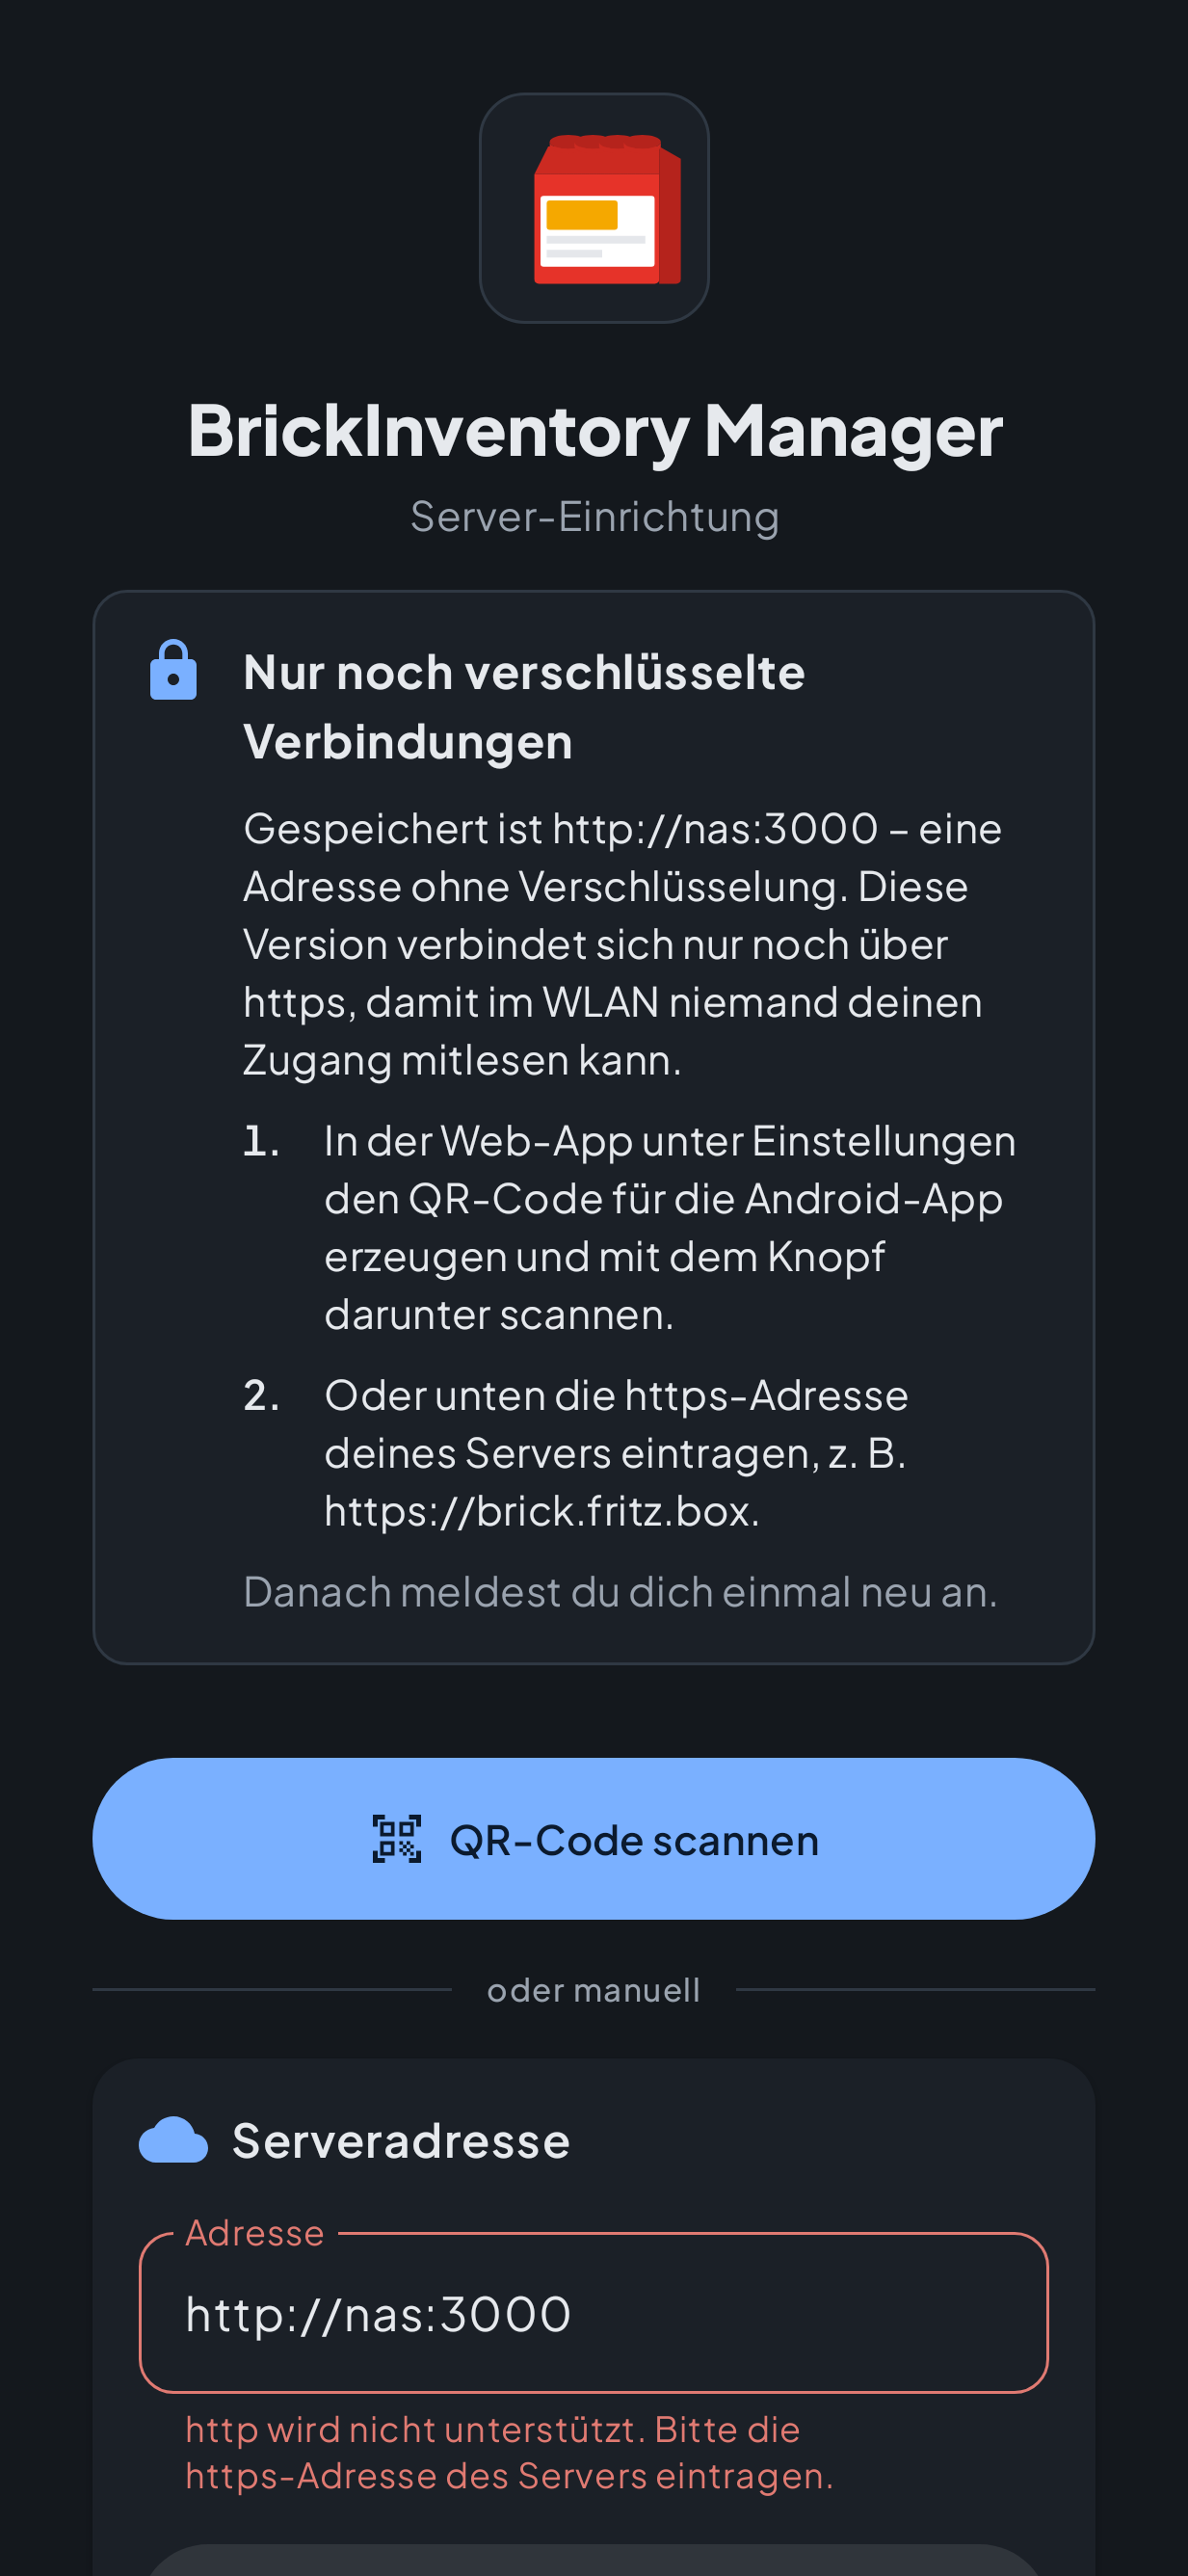 BrickInventory Manager
Server-Einrichtung
Nur noch verschlüsselte
Verbindungen
Gespeichert ist http://nas:3000 – eine
Adresse ohne Verschlüsselung. Diese
Version verbindet sich nur noch über
https, damit im WLAN niemand deinen
Zugang mitlesen kann.
1. In der Web-App unter Einstellungen
den QR-Code für die Android-App
erzeugen und mit dem Knopf
darunter scannen.
2. Oder unten die https-Adresse
deines Servers eintragen, z. B.
https://brick.fritz.box.
Danach meldest du dich einmal neu an.
QR-Code scannen
oder manuell
Serveradresse
Adresse
http://nas:3000
http wird nicht unterstützt. Bitte die
https-Adresse des Servers eintragen.